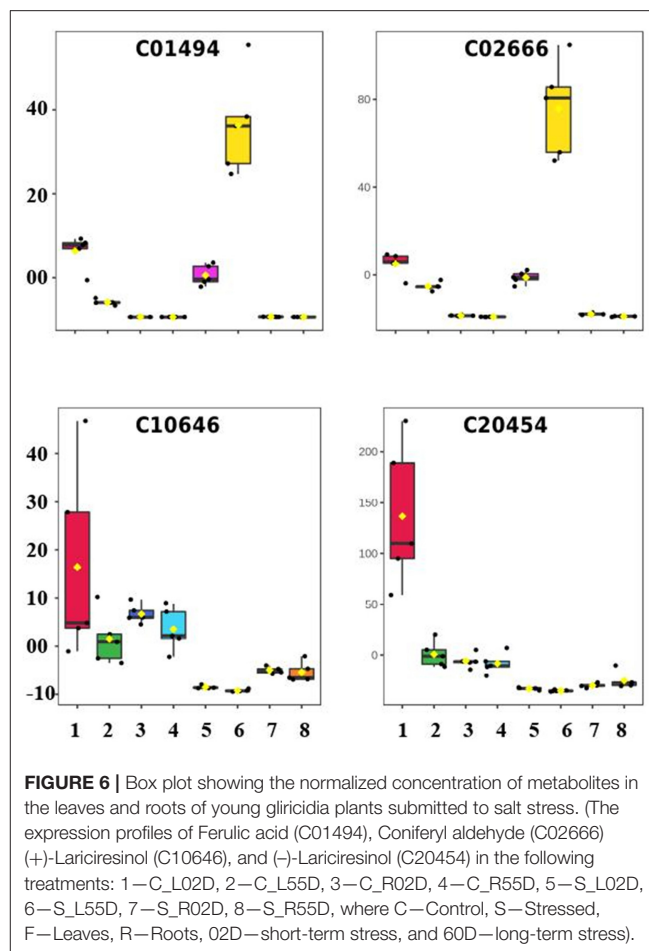 C01494
C02666
40
20
00
80
40
0
C10646
C20454
40
30
20
10
00
-10
200
150
100
50
0
1 2 3 4 5 6 7 8
1 2 3 4 5 6 7 8
FIGURE 6 | Box plot showing the normalized concentration of metabolites in
the leaves and roots of young gliricidia plants submitted to salt stress. (The
expression profiles of Ferulic acid (C01494), Coniferyl aldehyde (C02666)
(+)-Lariciresinol (C10646), and (–)-Lariciresinol (C20454) in the following
treatments: 1—C_L02D, 2—C_L55D, 3—C_R02D, 4—C_R55D, 5—S_L02D,
6—S_L55D, 7—S_R02D, 8—S_R55D, where C—Control, S—Stressed,
F—Leaves, R—Roots, 02D—short-term stress, and 60D—long-term stress).